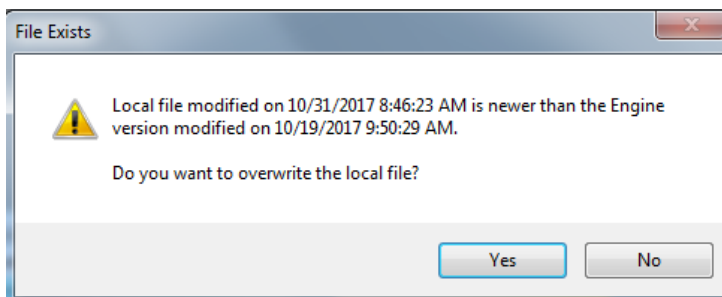 File Exists
Local file modified on 10/31/2017 8:46:23 AM is newer than the Engine
version modified on 10/19/2017 9:50:29 AM.
Do you want to overwrite the local file?
Yes
No